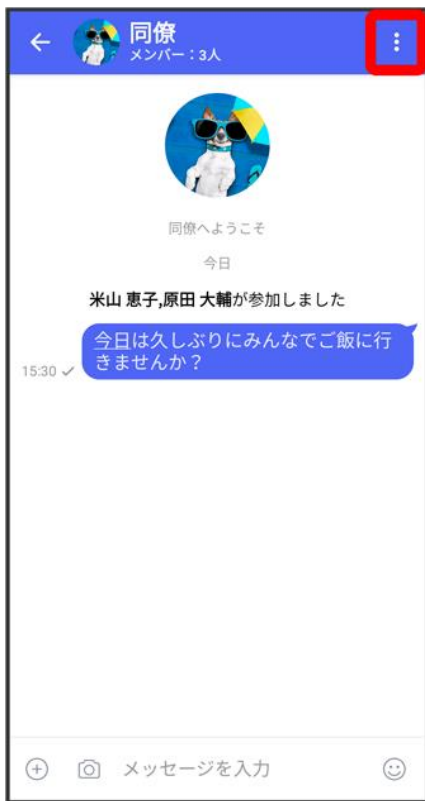 同僚
メンバー：3人
同僚へようこそ
今日
米山 恵子,原田 大輔が参加しました
今日は久しぶりにみんなでご飯に行
きませんか？
15:30
メッセージを入力